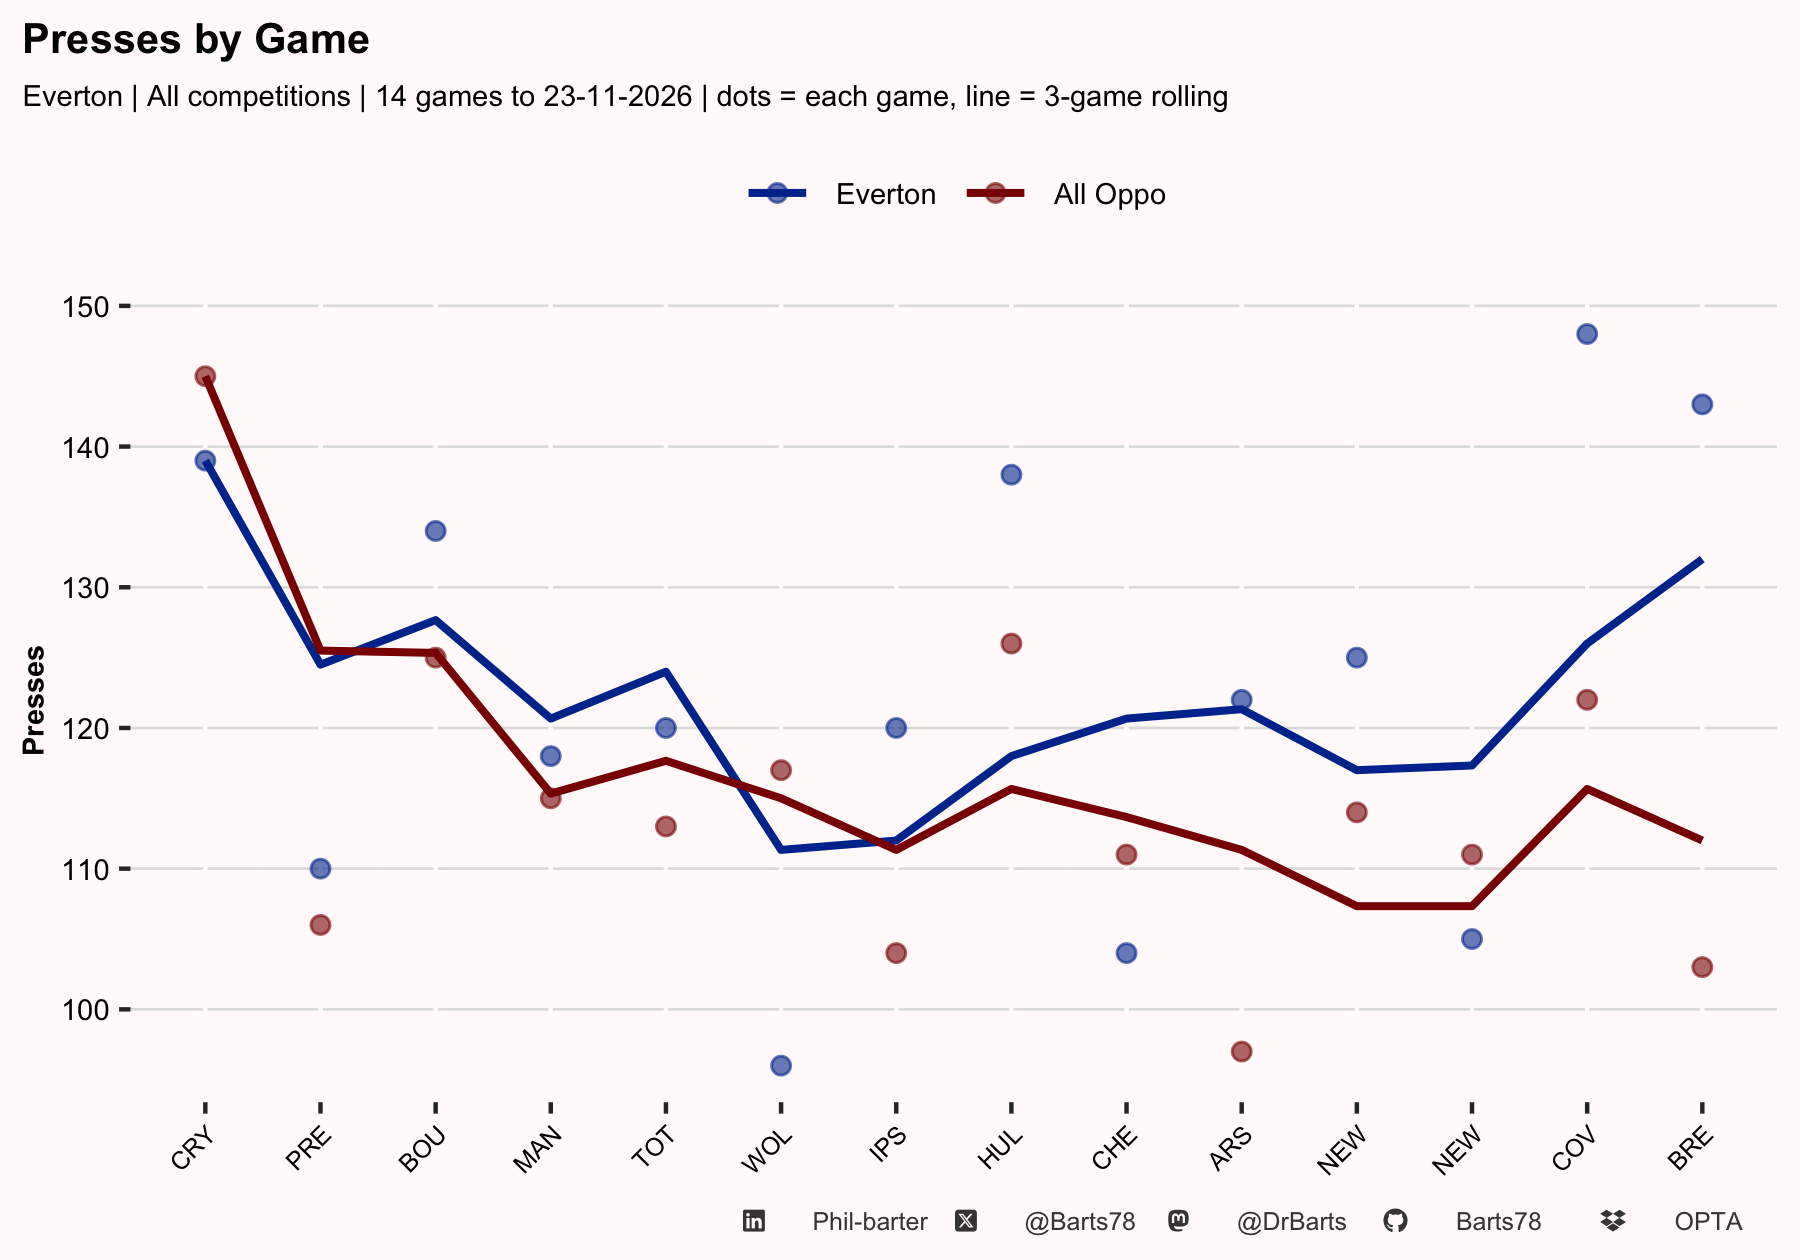 Presses by Game
Everton | All competitions | 14 games to 23-11-2026 | dots = each game, line = 3-game rolling
Everton
All Oppo
Presses
150
140
130
120
110
100
CRY
PRE
BOU
MAN
TOT
WOL
IPS
HUL
CHE
ARS
NEW
NEW
COV
BRE
Phil-barter @Barts78 @DrBarts Barts78 OPTA